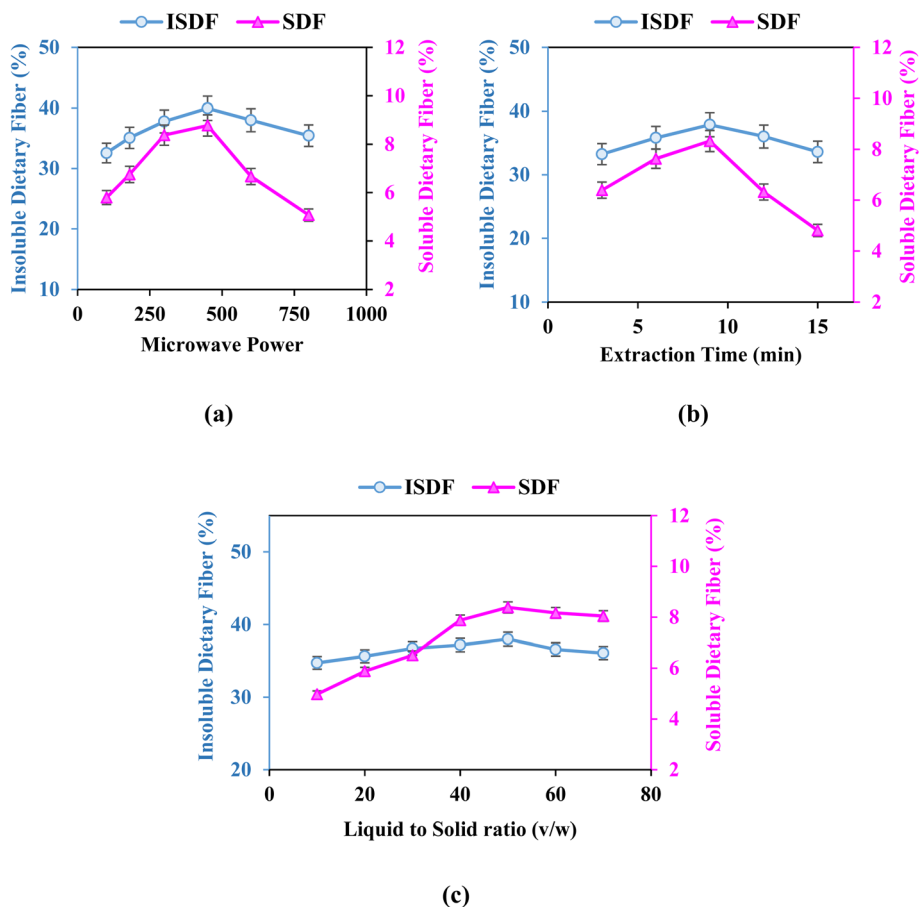 ISDF SDF
Insoluble Dietary Fiber (%)
50
40
30
20
10
Soluble Dietary Fiber (%)
12
10
8
6
4
2
0 250 500 750 1000
Microwave Power
(a)
ISDF SDF
Insoluble Dietary Fiber (%)
50
40
30
20
10
Soluble Dietary Fiber (%)
12
10
8
6
4
2
0 5 10 15
Extraction Time (min)
(b)
ISDF SDF
Insoluble Dietary Fiber (%)
50
40
30
20
Soluble Dietary Fiber (%)
12
10
8
6
4
2
0 20 40 60 80
Liquid to Solid ratio (v/w)
(c)